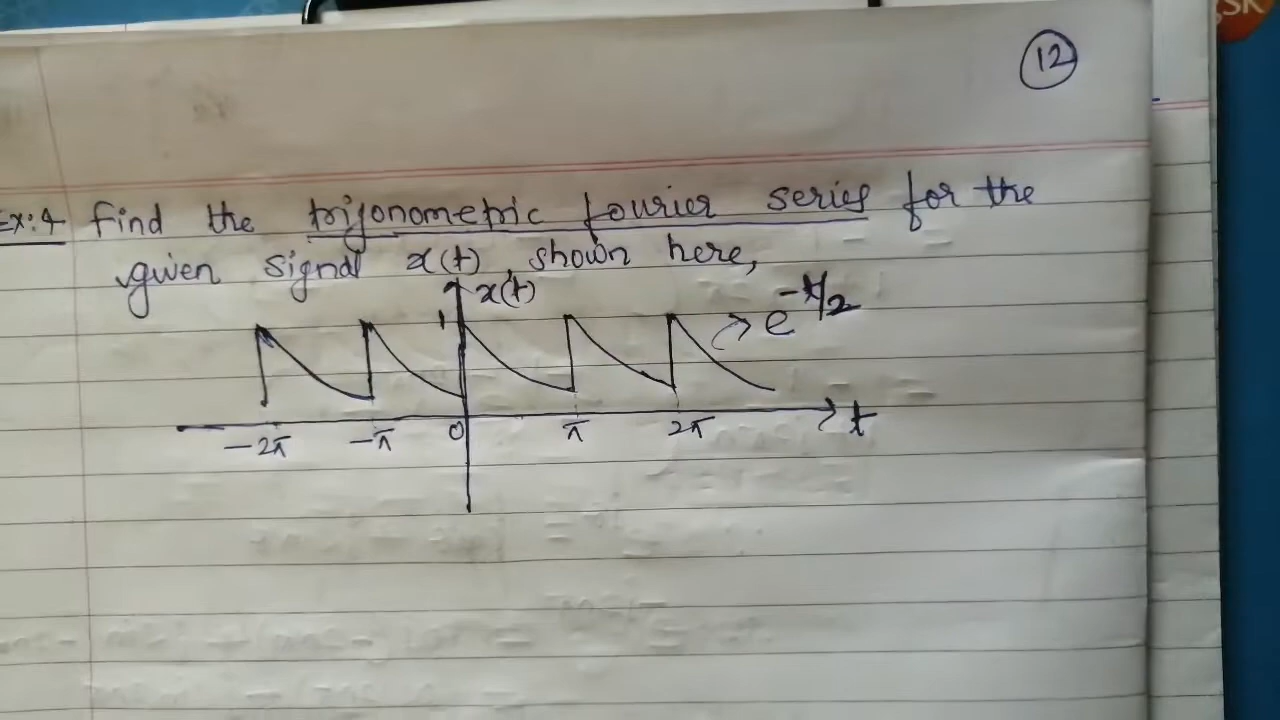 12
Ex:4 Find the trigonometric fourier series for the
given signal x(t), shown here,
x(t)
1
e^-t/2
-2π -π 0 π 2π t
SK